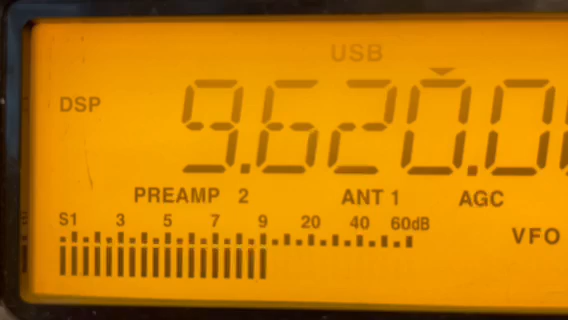 USB
DSP
9.620.0
PREAMP 2 ANT 1 AGC
S1 3 5 7 9 20 40 60dB
VFO